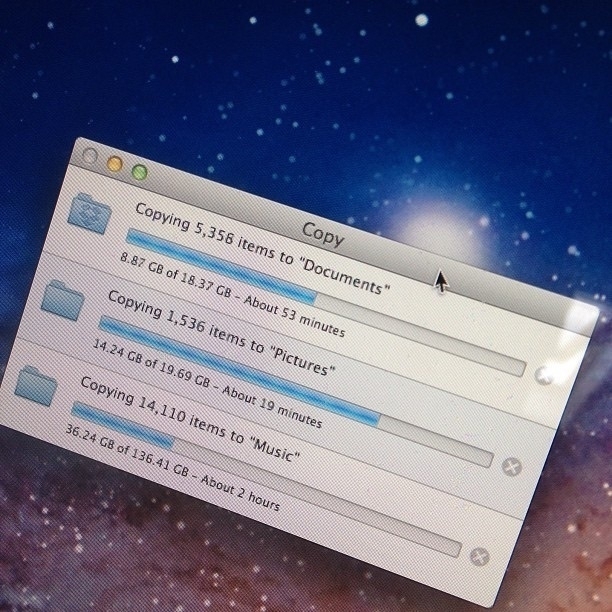 Copy
Copying 5,358 items to "Documents"
8.87 GB of 18.37 GB – About 53 minutes
Copying 1,536 items to "Pictures"
14.24 GB of 19.69 GB – About 19 minutes
Copying 14,110 items to "Music"
36.24 GB of 136.41 GB – About 2 hours